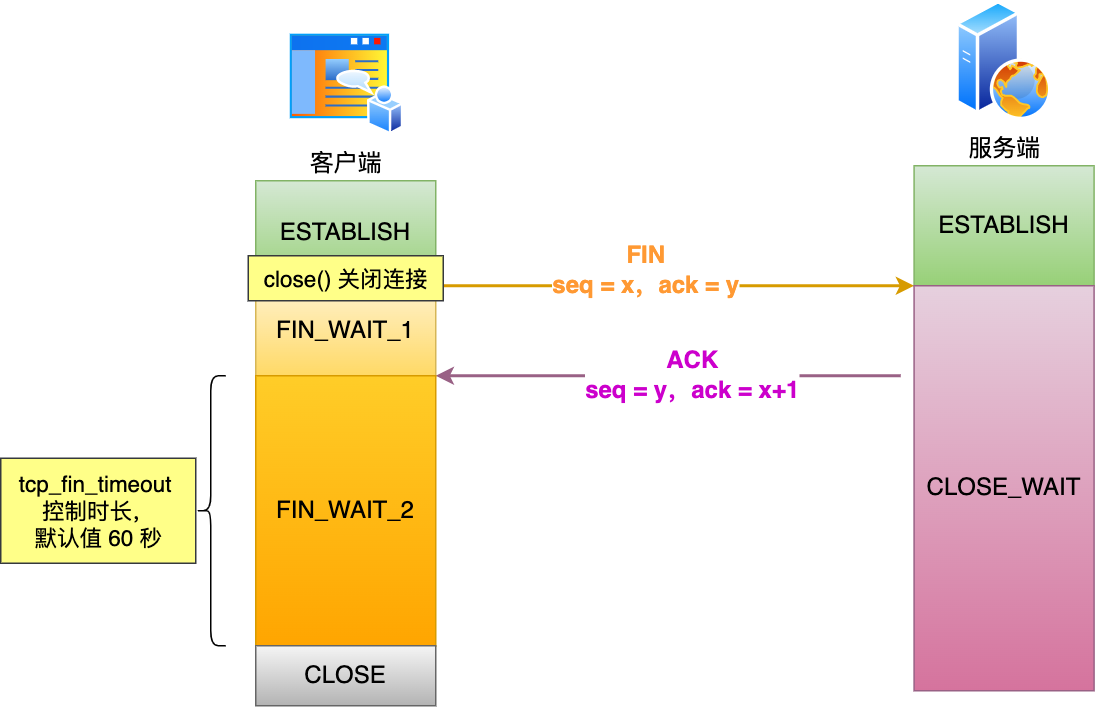 客户端
服务端
ESTABLISH
ESTABLISH
close() 关闭连接
FIN
seq = x，ack = y
FIN_WAIT_1
ACK
seq = y，ack = x+1
tcp_fin_timeout
控制时长，
默认值 60 秒
FIN_WAIT_2
CLOSE_WAIT
CLOSE